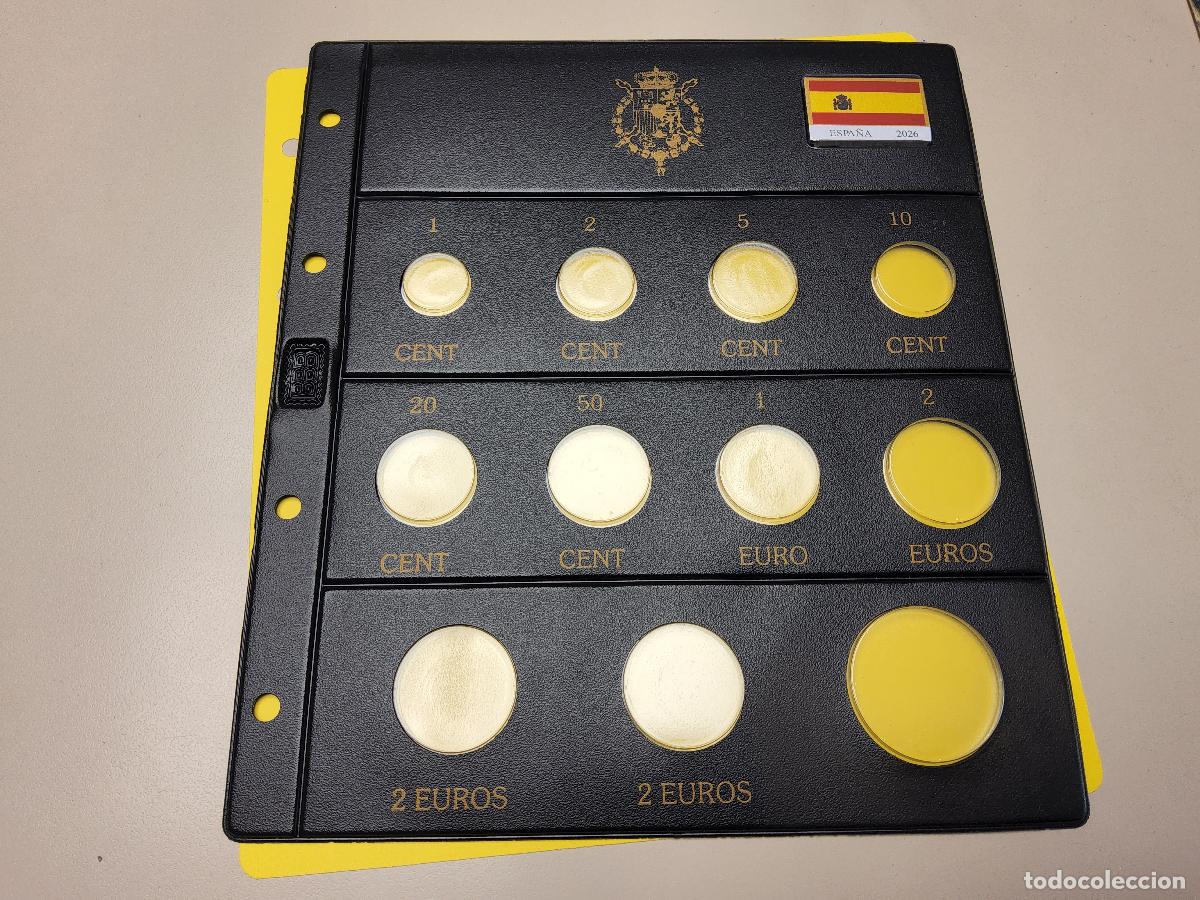 ESPAÑA 2026
1 2 5 10
CENT CENT CENT CENT
20 50 1 2
CENT CENT EURO EUROS
2 EUROS 2 EUROS
todocoleccion